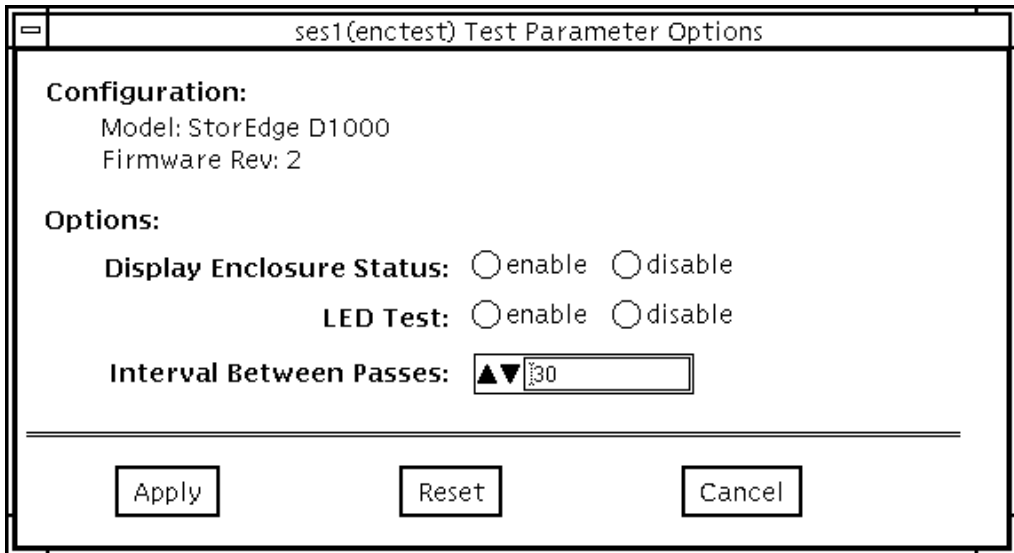 ses1(enctest) Test Parameter Options
Configuration:
Model: StorEdge D1000
Firmware Rev: 2
Options:
Display Enclosure Status: enable disable
LED Test: enable disable
Interval Between Passes: 30
Apply Reset Cancel